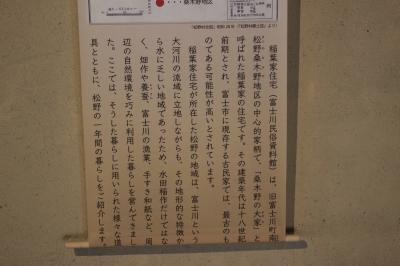 桑木野地区
稲葉家住宅（富士川民俗資料館）は、旧富士川町南
松野桑木野地区の中心的家柄で、「桑木野の大家」と
呼ばれた稲葉家の住宅です。その建築年代は十八世紀
前期とされ、富士市に現存する古民家では、最古のも
のである可能性が高いとされています。
稲葉家住宅が所在した松野の地域は、富士川という
大河川の流域に立地しながらも、その地形的な特徴か
ら水に乏しい地域であったため、水田稲作だけではな
く、畑作や養蚕、富士川の漁業、手すき和紙など、周
辺の自然環境を巧みに利用した暮らしを営んできまし
た。ここでは、そうした暮らしに用いられた様々な道
具とともに、松野の一年間の暮らしをご紹介します。